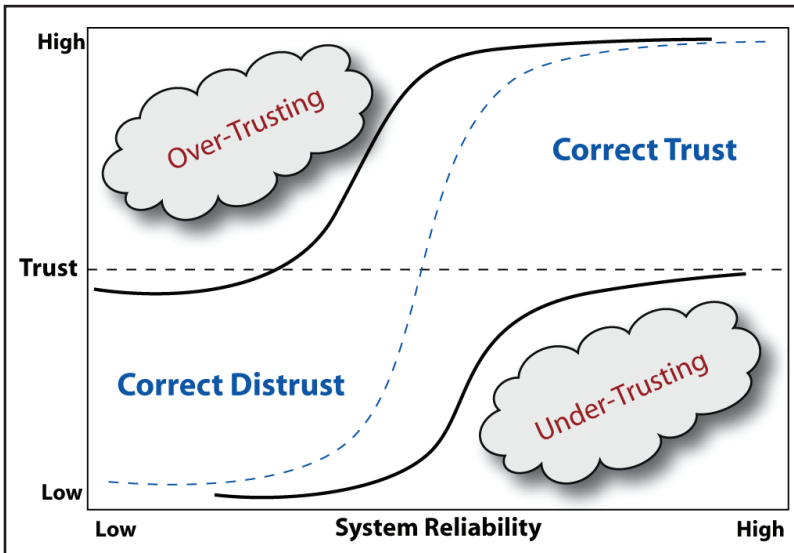 High
Over-Trusting
Correct Trust
Trust
Correct Distrust
Under-Trusting
Low
Low System Reliability High